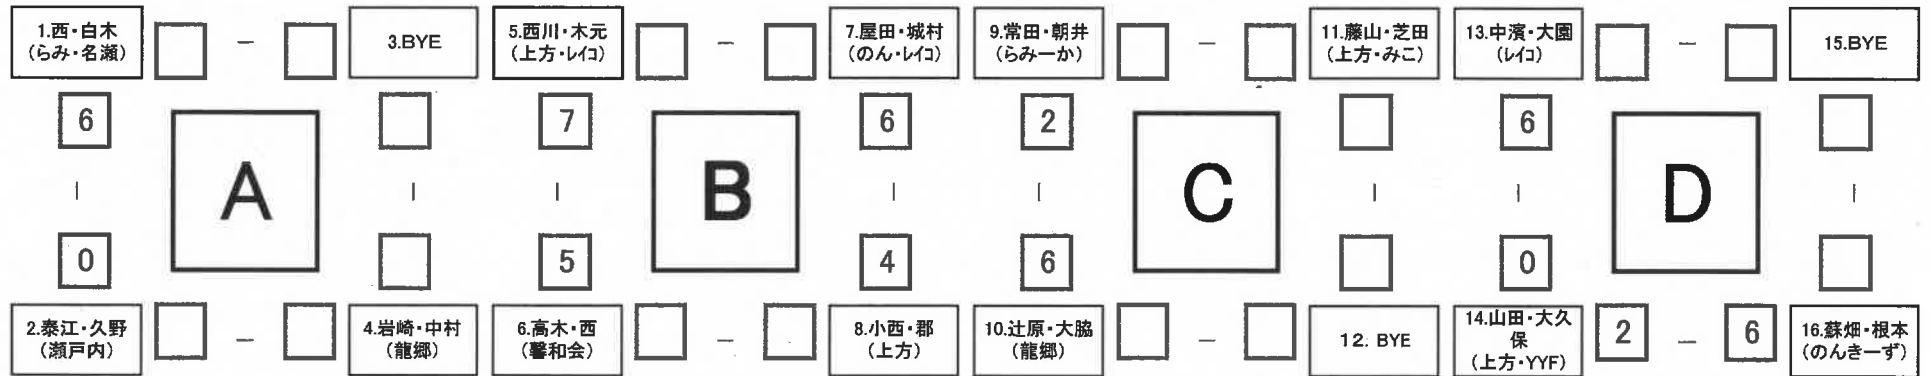 1.西・白木
(らみ・名瀬)
－
3.BYE
5.西川・木元
(上方・レイコ)
－
7.屋田・城村
(のん・レイコ)
9.常田・朝井
(らみーか)
－
11.藤山・芝田
(上方・みこ)
13.中濱・大園
(レイコ)
－
15.BYE
6
7
6
2
6
A
B
C
D
0
5
4
6
0
2.泰江・久野
(瀬戸内)
－
4.岩崎・中村
(龍郷)
6.高木・西
(馨和会)
－
8.小西・郡
(上方)
10.辻原・大脇
(龍郷)
－
12. BYE
14.山田・大久
保
(上方・YYF)
2 － 6
16.蘇畑・根本
(のんきーず)